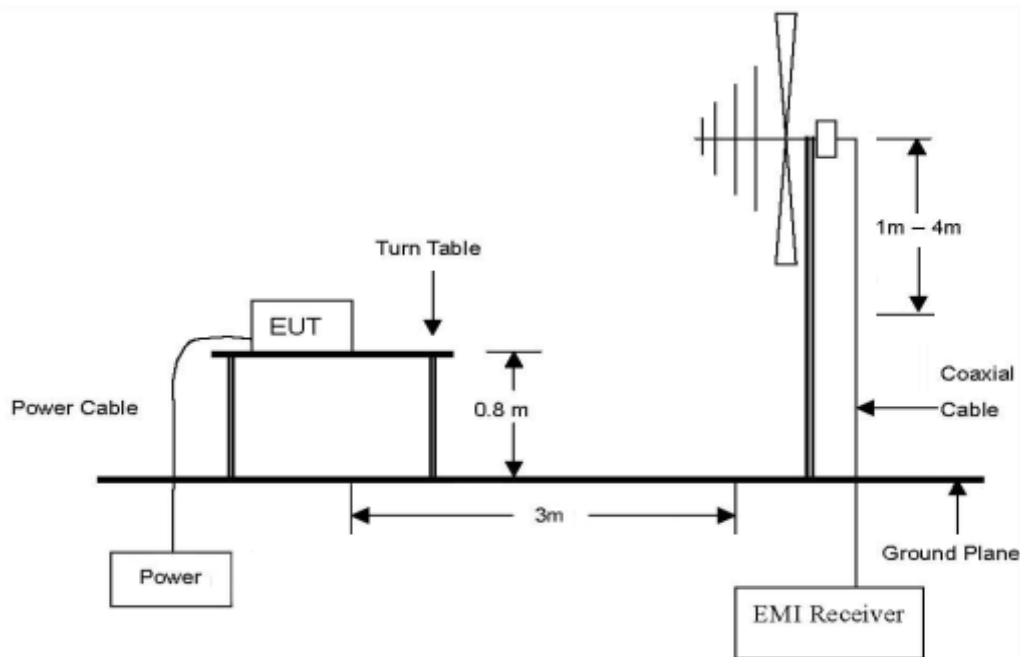 1m – 4m
Turn Table
EUT
Coaxial
Cable
Power Cable
0.8 m
3m
Ground Plane
Power
EMI Receiver